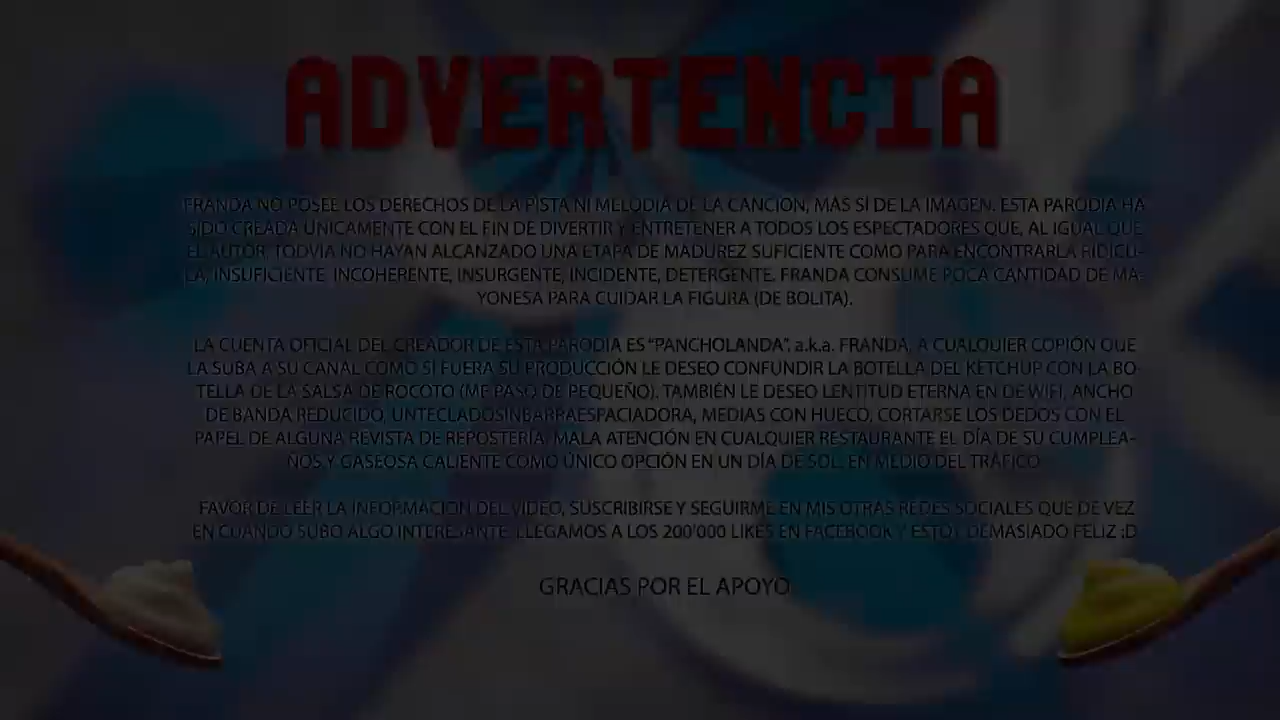 ADVERTENCIA
FRANDA NO POSEE LOS DERECHOS DE LA PISTA NI MELODÍA DE LA CANCIÓN, MÁS SÍ DE LA IMAGEN. ESTA PARODIA HA
SIDO CREADA ÚNICAMENTE CON EL FIN DE DIVERTIR Y ENTRETENER A TODOS LOS ESPECTADORES QUE, AL IGUAL QUE
EL AUTOR, TODVÍA NO HAYAN ALCANZADO UNA ETAPA DE MADUREZ SUFICIENTE COMO PARA ENCONTRARLA RIDÍCU-
LA, INSUFICIENTE, INCOHERENTE, INSURGENTE, INCIDENTE, DETERGENTE. FRANDA CONSUME POCA CANTIDAD DE MA-
YONESA PARA CUIDAR LA FIGURA (DE BOLITA).
LA CUENTA OFICIAL DEL CREADOR DE ESTA PARODIA ES "PANCHOLANDA", a.k.a. FRANDA, A CUALQUIER COPIÓN QUE
LA SUBA A SU CANAL COMO SI FUERA SU PRODUCCIÓN LE DESEO CONFUNDIR LA BOTELLA DEL KETCHUP CON LA BO-
TELLA DE LA SALSA DE ROCOTO (ME PASÓ DE PEQUEÑO). TAMBIÉN LE DESEO LENTITUD ETERNA EN DE WIFI, ANCHO
DE BANDA REDUCIDO, UNTECLADOSINBARRAESPACIADORA, MEDIAS CON HUECO, CORTARSE LOS DEDOS CON EL
PAPEL DE ALGUNA REVISTA DE REPOSTERÍA, MALA ATENCIÓN EN CUALQUIER RESTAURANTE EL DÍA DE SU CUMPLEA-
ÑOS Y GASEOSA CALIENTE COMO ÚNICO OPCIÓN EN UN DÍA DE SOL, EN MEDIO DEL TRÁFICO.
FAVOR DE LEER LA INFORMACIÓN DEL VIDEO, SUSCRIBIRSE Y SEGUIRME EN MIS OTRAS REDES SOCIALES QUE DE VEZ
EN CUANDO SUBO ALGO INTERESANTE. LLEGAMOS A LOS 200'000 LIKES EN FACEBOOK Y ESTOY DEMASIADO FELIZ :D
GRACIAS POR EL APOYO